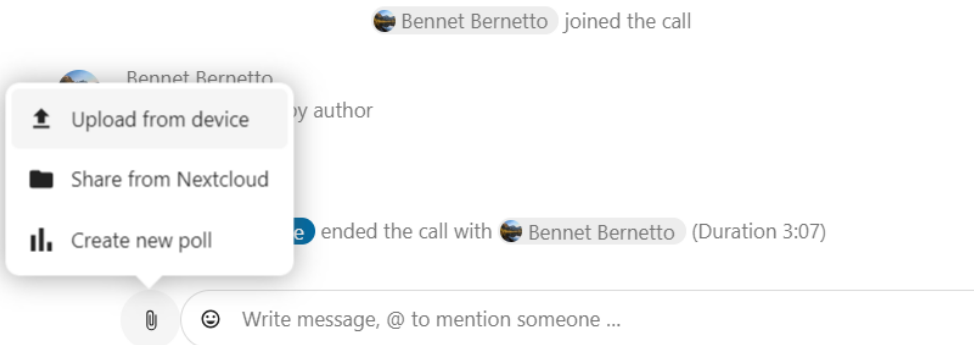 Bennet Bernetto joined the call
Bennet Bernetto
by author
Upload from device
Share from Nextcloud
Create new poll
ended the call with Bennet Bernetto (Duration 3:07)
Write message, @ to mention someone ...